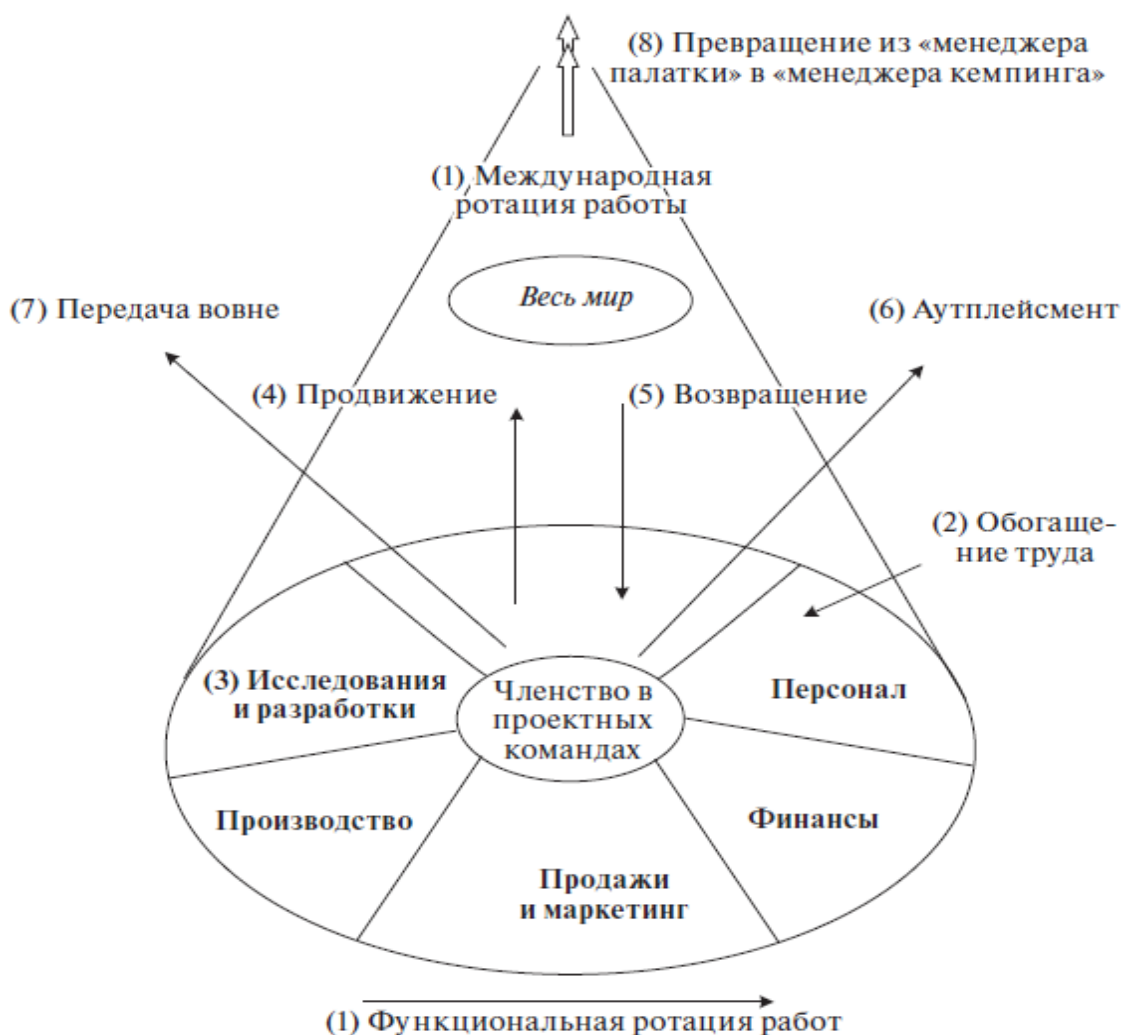 (8) Превращение из «менеджера
палатки» в «менеджера кемпинга»
(1) Международная
ротация работы
Весь мир
(7) Передача вовне
(6) Аутплейсмент
(4) Продвижение
(5) Возвращение
(2) Обогаще-
ние труда
(3) Исследования
и разработки
Членство в
проектных
командах
Персонал
Производство
Финансы
Продажи
и маркетинг
(1) Функциональная ротация работ